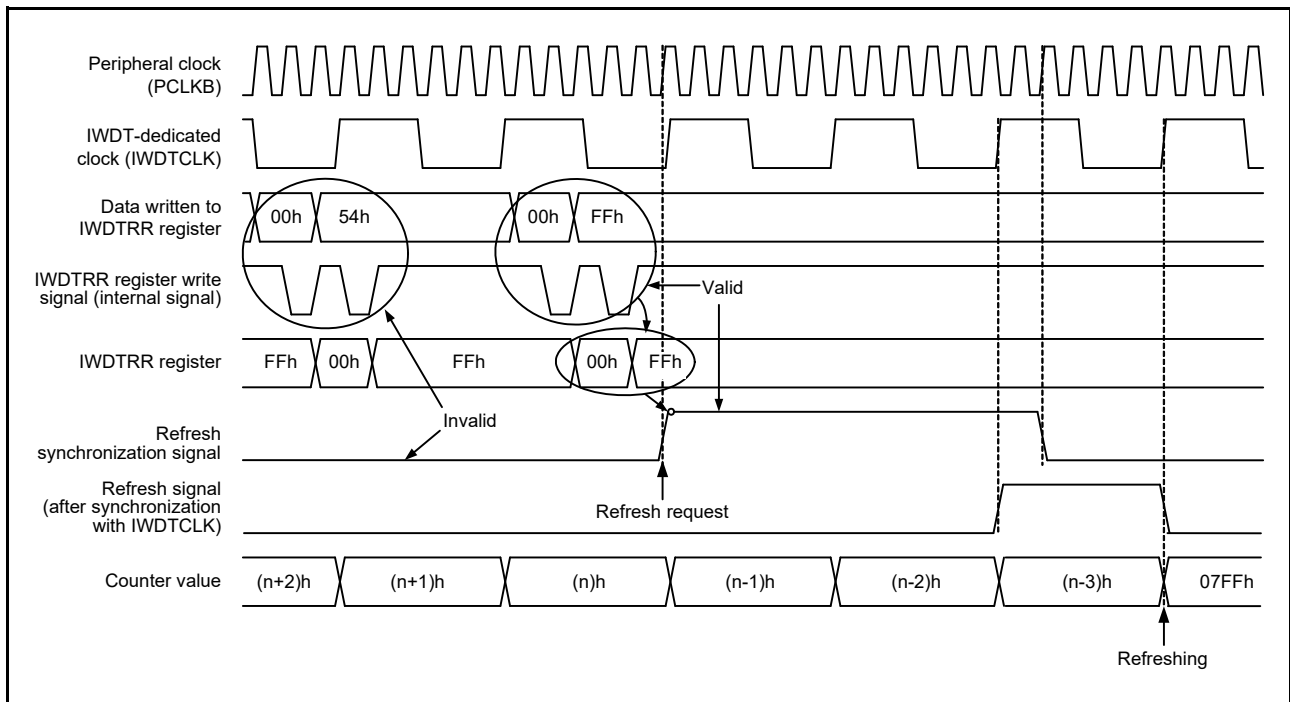 Peripheral clock
(PCLKB)
IWDT-dedicated
clock (IWDTCLK)
Data written to
IWDTRR register
00h
54h
00h
FFh
IWDTRR register write
signal (internal signal)
Valid
IWDTRR register
FFh
00h
FFh
00h
FFh
Invalid
Refresh
synchronization signal
Refresh request
Refresh signal
(after synchronization
with IWDTCLK)
Counter value
(n+2)h
(n+1)h
(n)h
(n-1)h
(n-2)h
(n-3)h
07FFh
Refreshing